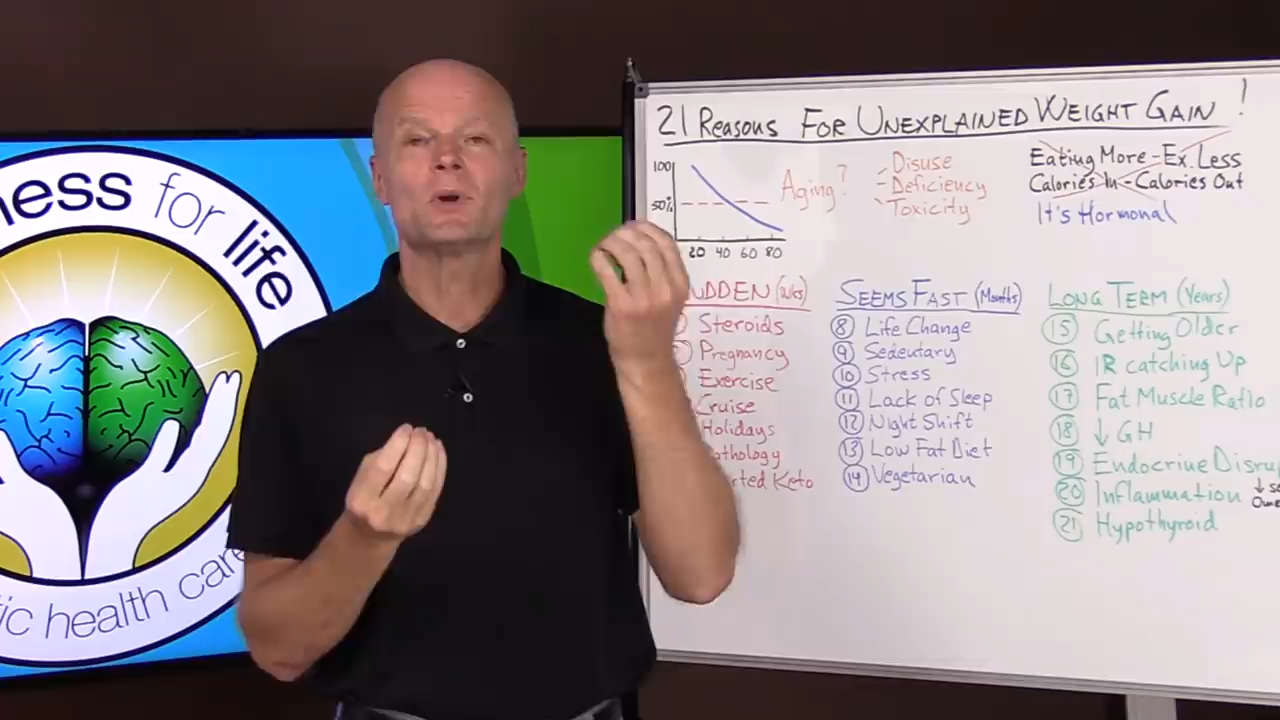 ness for life
tic health care
21 Reasons For Unexplained Weight Gain !
100
50%
20 40 60 80
Aging?
- Disuse
- Deficiency
- Toxicity
Eating More - Ex. Less
Calories In - Calories Out
It's Hormonal
UDDEN (Wks)
Steroids
Pregnancy
Exercise
Cruise
Holidays
athology
rted Keto
Seems Fast (Months)
8 Life Change
9 Sedeutary
10 Stress
11 Lack of Sleep
12 Night Shift
13 Low Fat Diet
14 Vegetarian
Long Term (Years)
15 Getting Older
16 IR catching Up
17 Fat Muscle Ratio
18 ↓ GH
19 Endocrine Disru
20 Inflammation
21 Hypothyroid